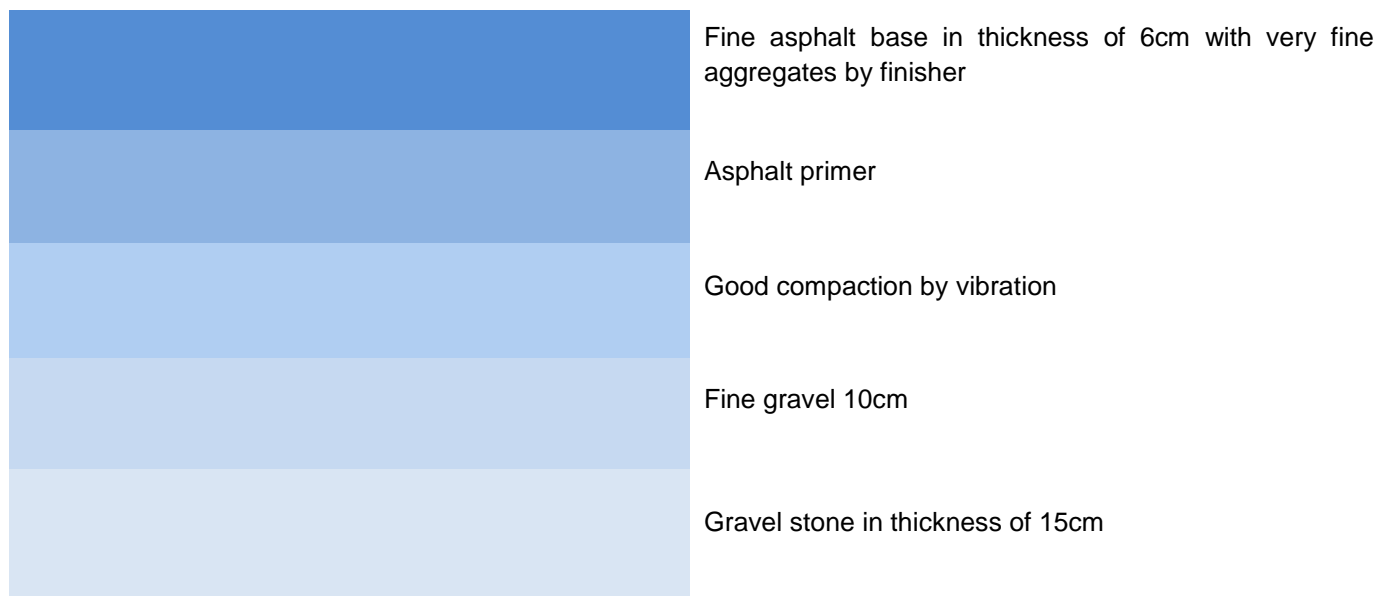 Fine asphalt base in thickness of 6cm with very fine
aggregates by finisher
Asphalt primer
Good compaction by vibration
Fine gravel 10cm
Gravel stone in thickness of 15cm